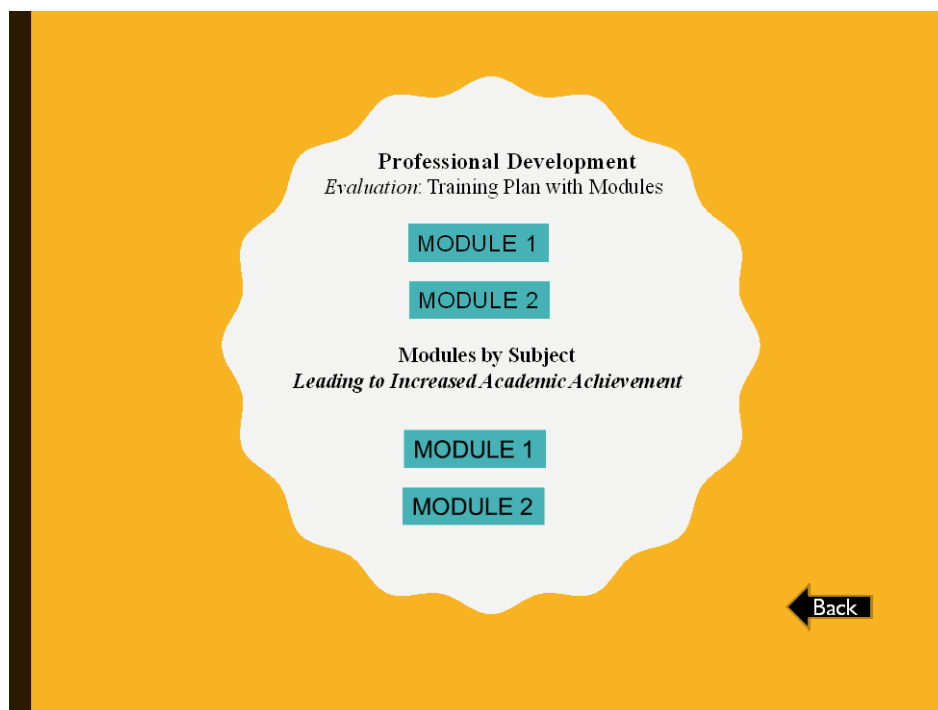 Professional Development
Evaluation: Training Plan with Modules
MODULE 1
MODULE 2
Modules by Subject
Leading to Increased Academic Achievement
MODULE 1
MODULE 2
Back